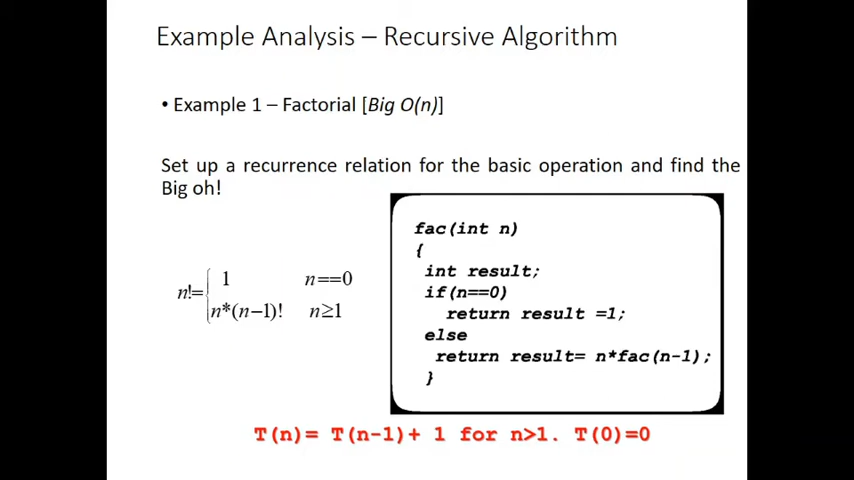 Example Analysis – Recursive Algorithm
• Example 1 – Factorial [Big O(n)]
Set up a recurrence relation for the basic operation and find the
Big oh!
fac(int n)
{
int result;
if(n==0)
return result =1;
else
return result= n*fac(n-1);
}
n!= { 1 n==0
n*(n−1)! n≥1
T(n)= T(n-1)+ 1 for n>1. T(0)=0